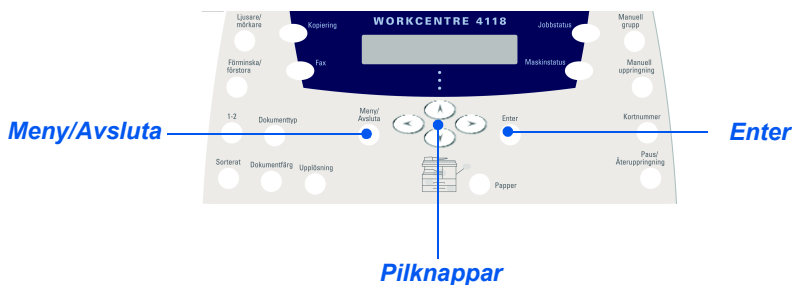 Ljusare/
mörkare
Kopiering
WORKCENTRE 4118
Jobbstatus
Manuell
grupp
Förminska/
förstora
Fax
Maskinstatus
Manuell
uppringning
1-2
Dokumenttyp
Meny/
Avsluta
Enter
Kortnummer
Meny/Avsluta
Enter
Sorterat
Dokumentfärg
Upplösning
Papper
Paus/
Återuppringning
Pilknappar